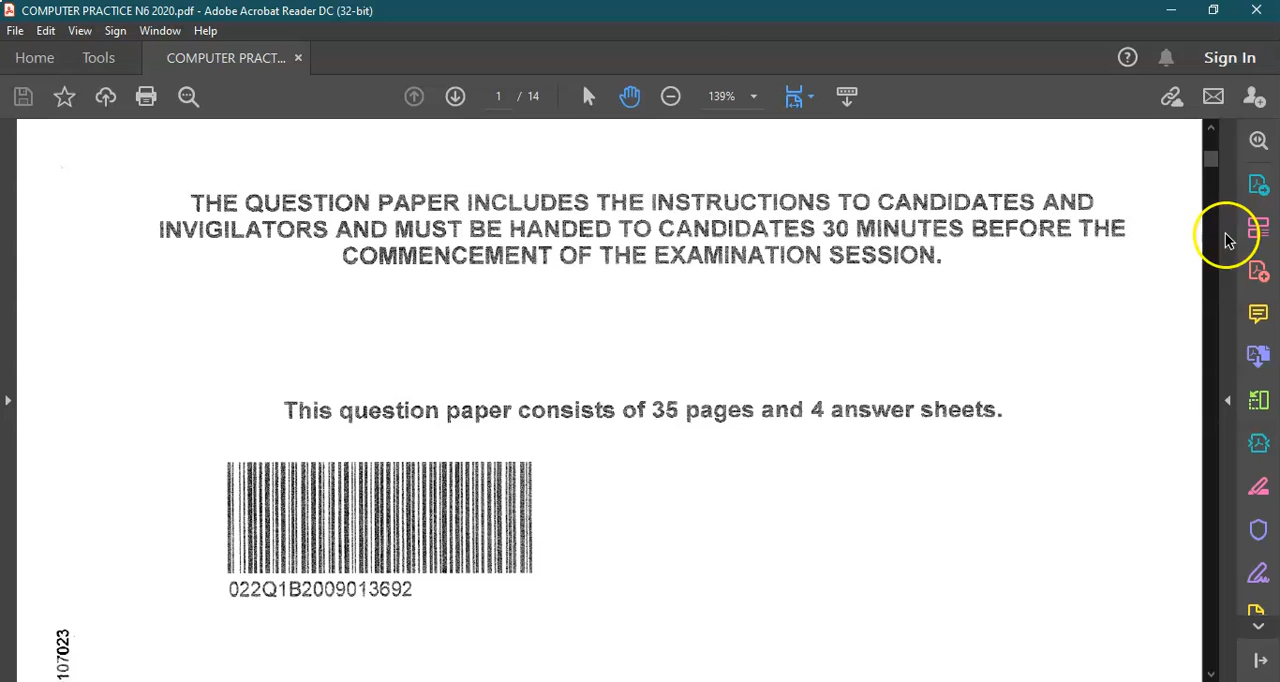 COMPUTER PRACTICE N6 2020.pdf - Adobe Acrobat Reader DC (32-bit)
File Edit View Sign Window Help
Home Tools COMPUTER PRACT... × Sign In
1 / 14 139%
THE QUESTION PAPER INCLUDES THE INSTRUCTIONS TO CANDIDATES AND
INVIGILATORS AND MUST BE HANDED TO CANDIDATES 30 MINUTES BEFORE THE
COMMENCEMENT OF THE EXAMINATION SESSION.
This question paper consists of 35 pages and 4 answer sheets.
022Q1B2009013692
107023